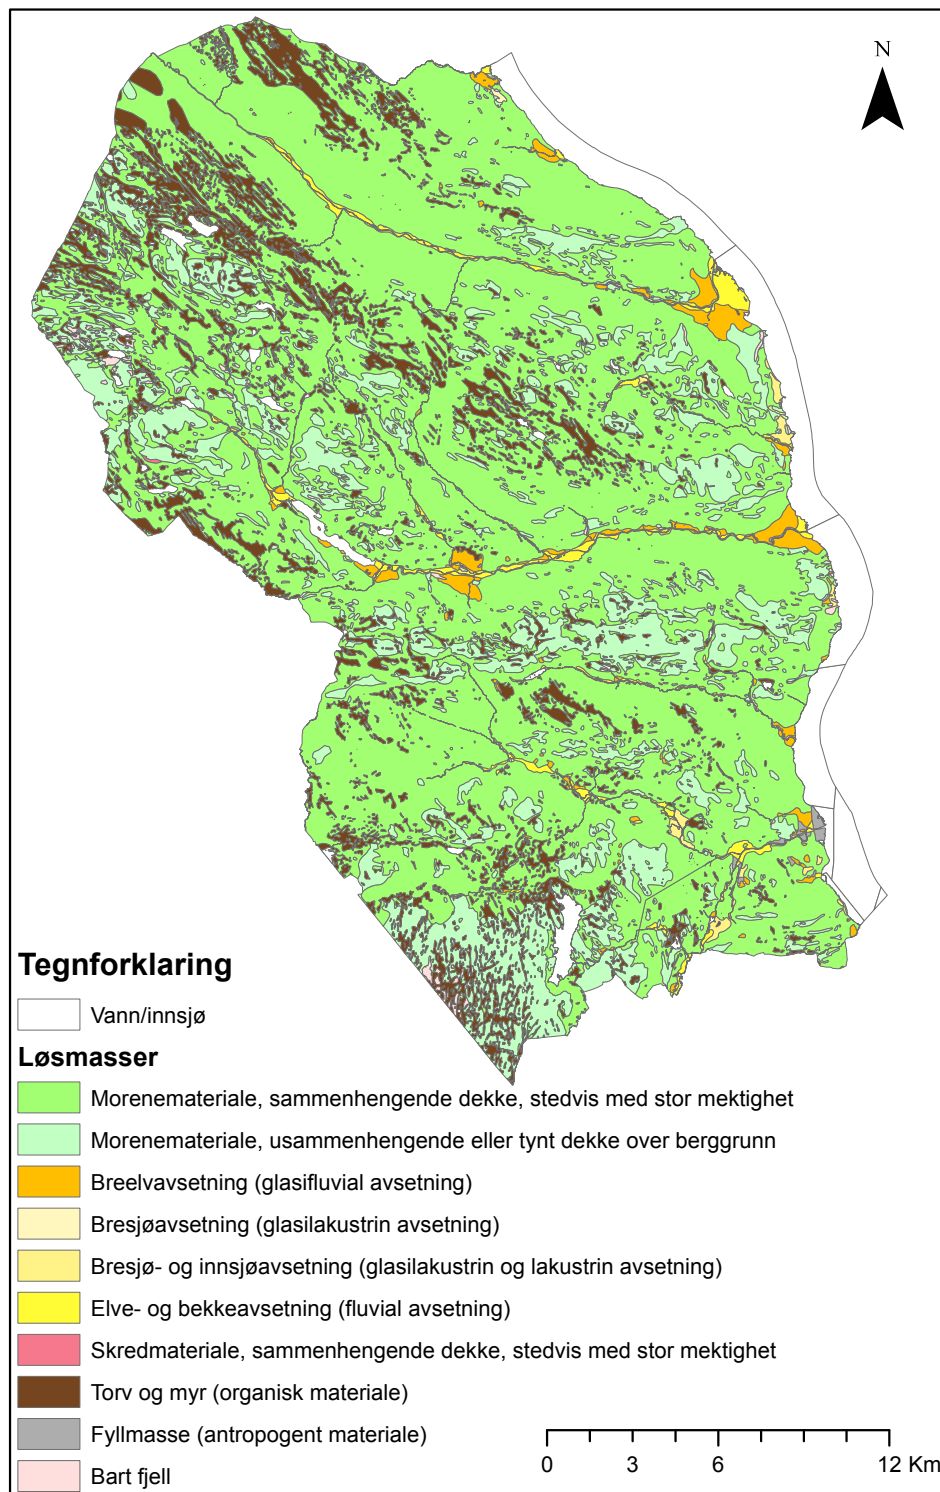 N
Tegnforklaring
Vann/innsjø
Løsmasser
Morenemateriale, sammenhengende dekke, stedvis med stor mektighet
Morenemateriale, usammenhengende eller tynt dekke over berggrunn
Breelvavsetning (glasifluvial avsetning)
Bresjøavsetning (glasilakustrin avsetning)
Bresjø- og innsjøavsetning (glasilakustrin og lakustrin avsetning)
Elve- og bekkeavsetning (fluvial avsetning)
Skredmateriale, sammenhengende dekke, stedvis med stor mektighet
Torv og myr (organisk materiale)
Fyllmasse (antropogent materiale)
Bart fjell
0 3 6 12 Km